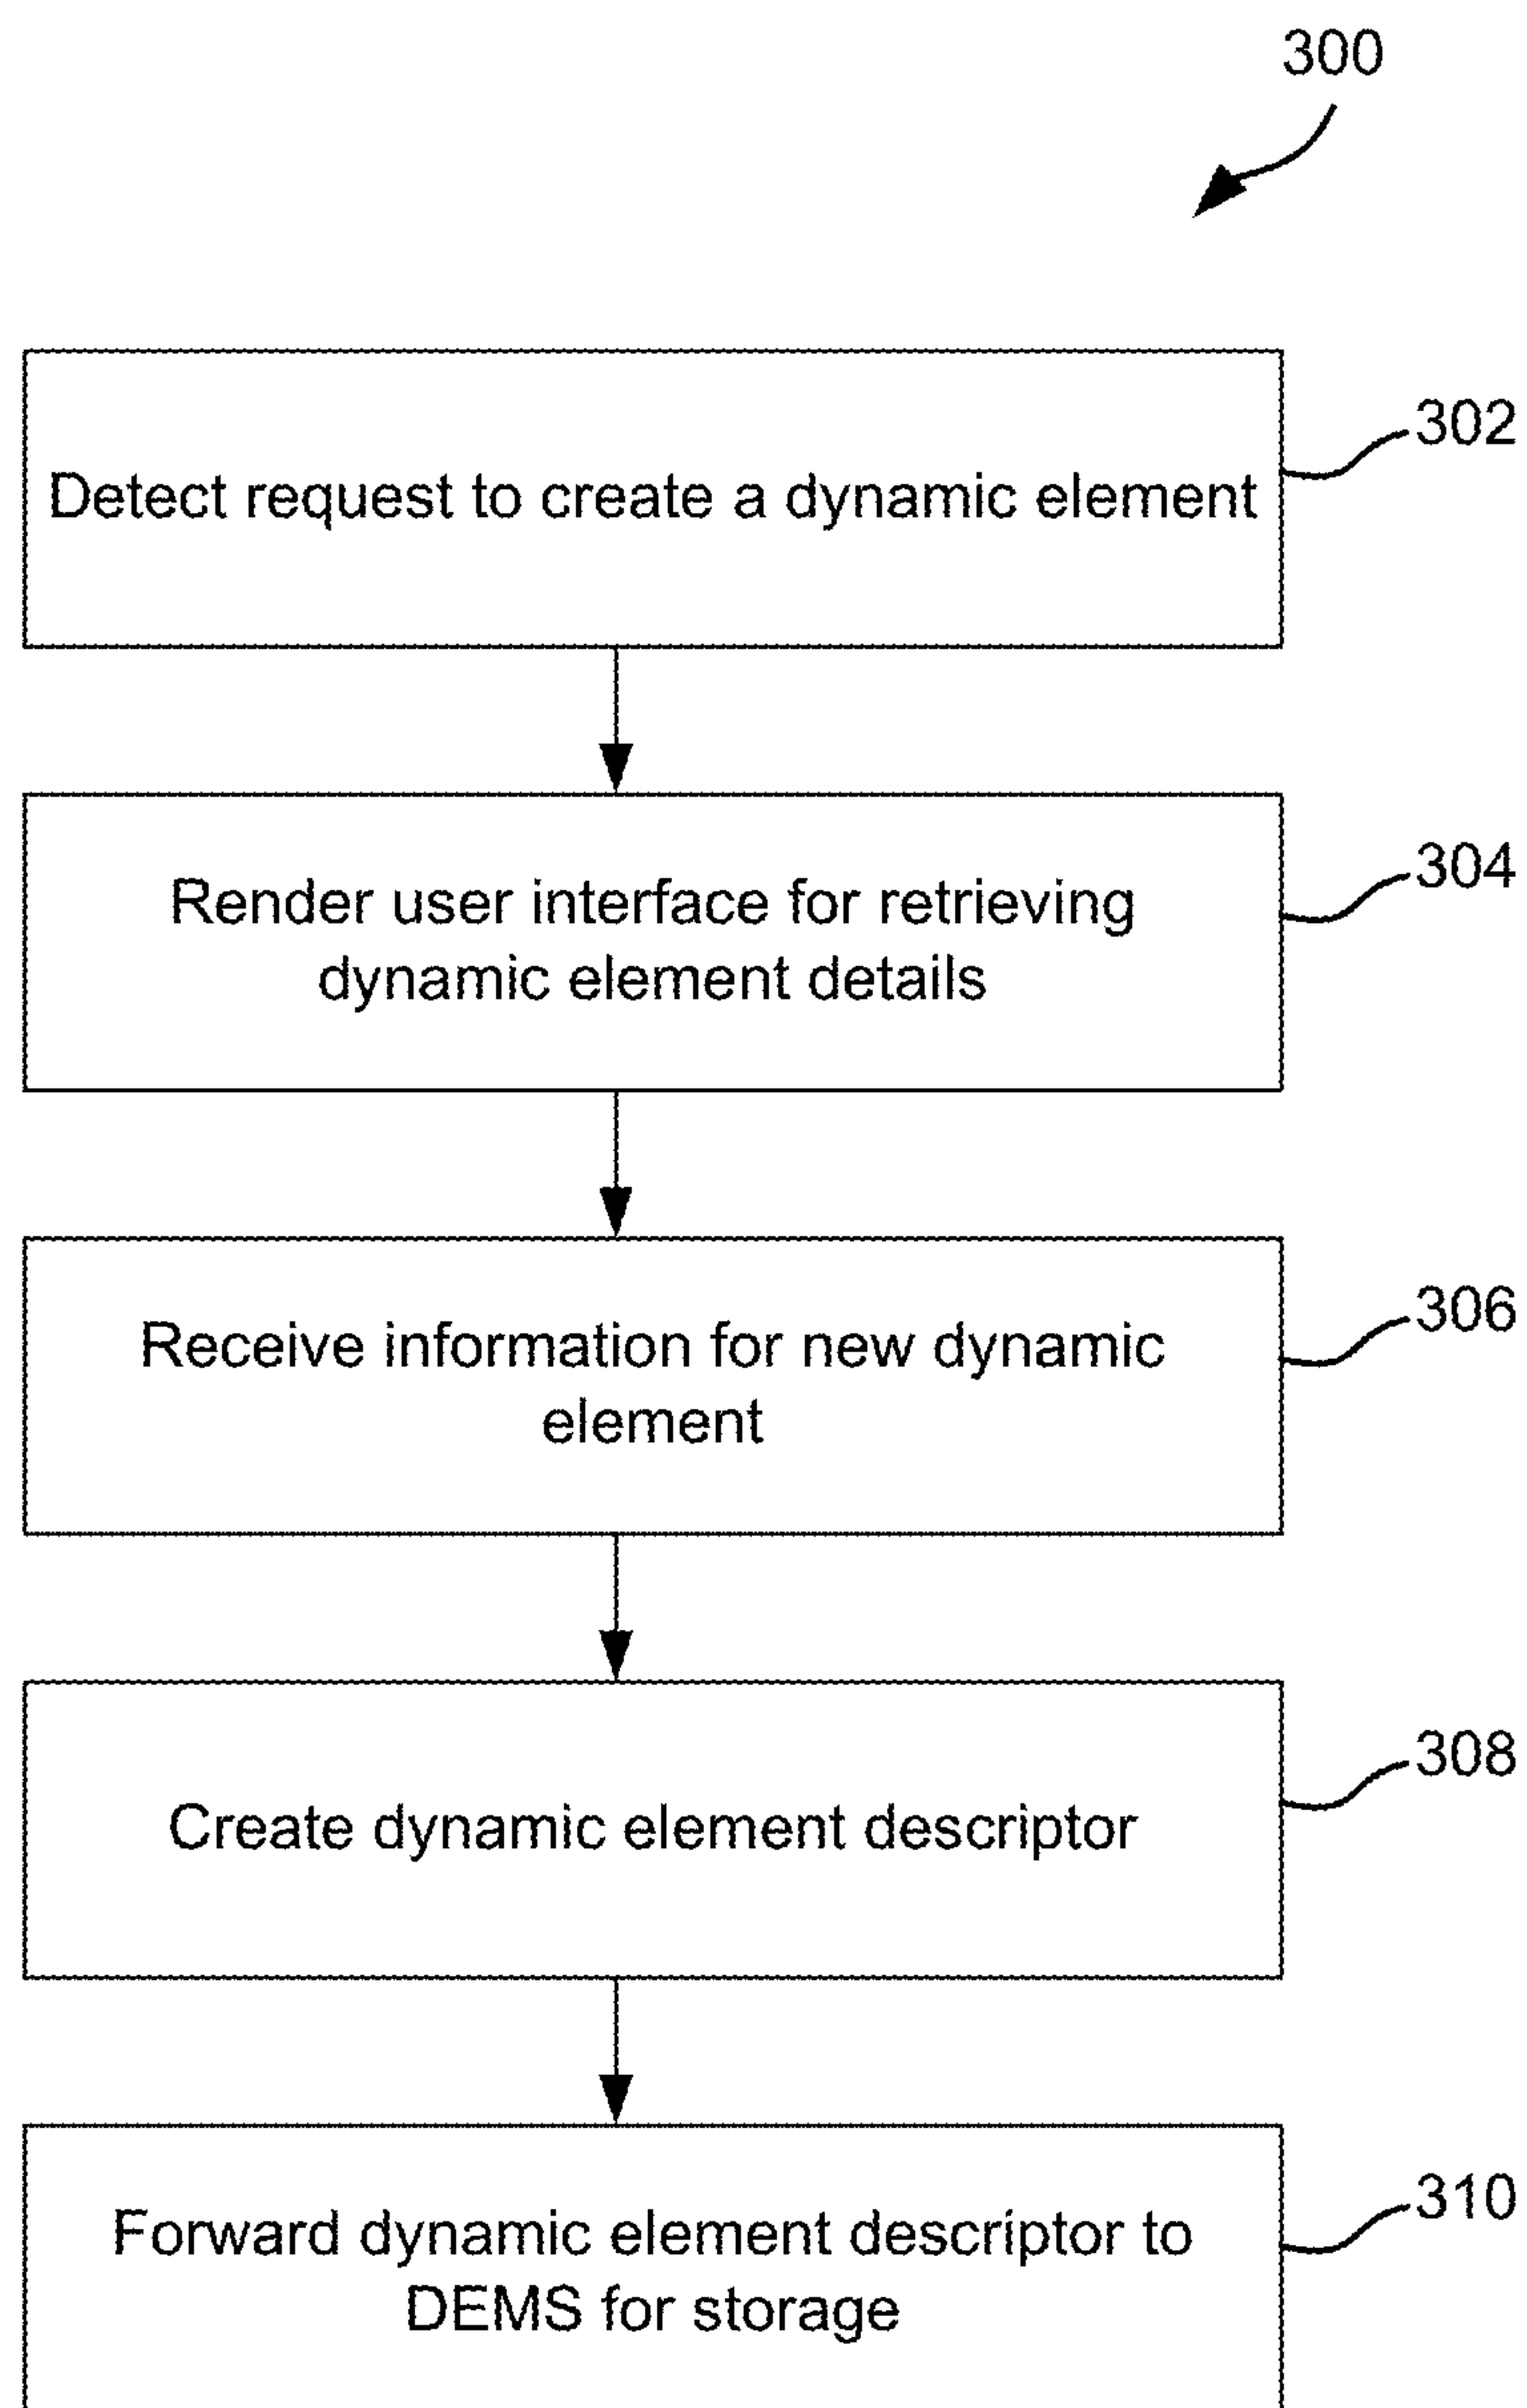 300
Detect request to create a dynamic element
302
Render user interface for retrieving
dynamic element details
304
Receive information for new dynamic
element
306
Create dynamic element descriptor
308
Forward dynamic element descriptor to
DEMS for storage
310